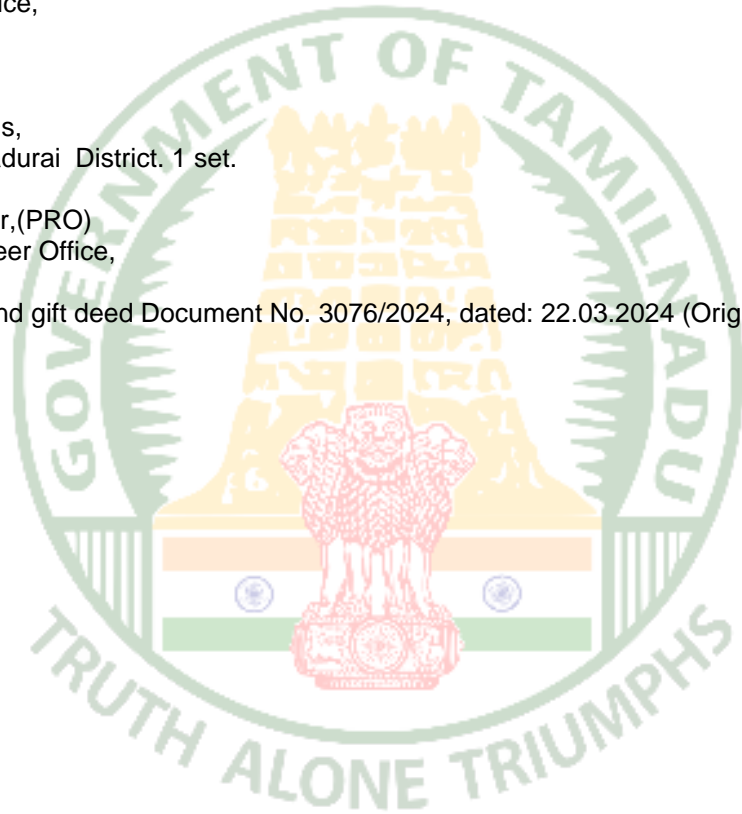 ice,
s,
durai District. 1 set.
r,(PRO)
eer Office,
nd gift deed Document No. 3076/2024, dated: 22.03.2024 (Orig
GOVERNMENT OF TAMILNADU
TRUTH ALONE TRIUMPHS